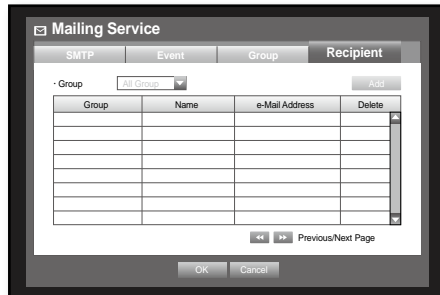 Mailing Service
SMTP Event Group Recipient
· Group All Group Add
Group Name e-Mail Address Delete
Previous/Next Page
OK Cancel